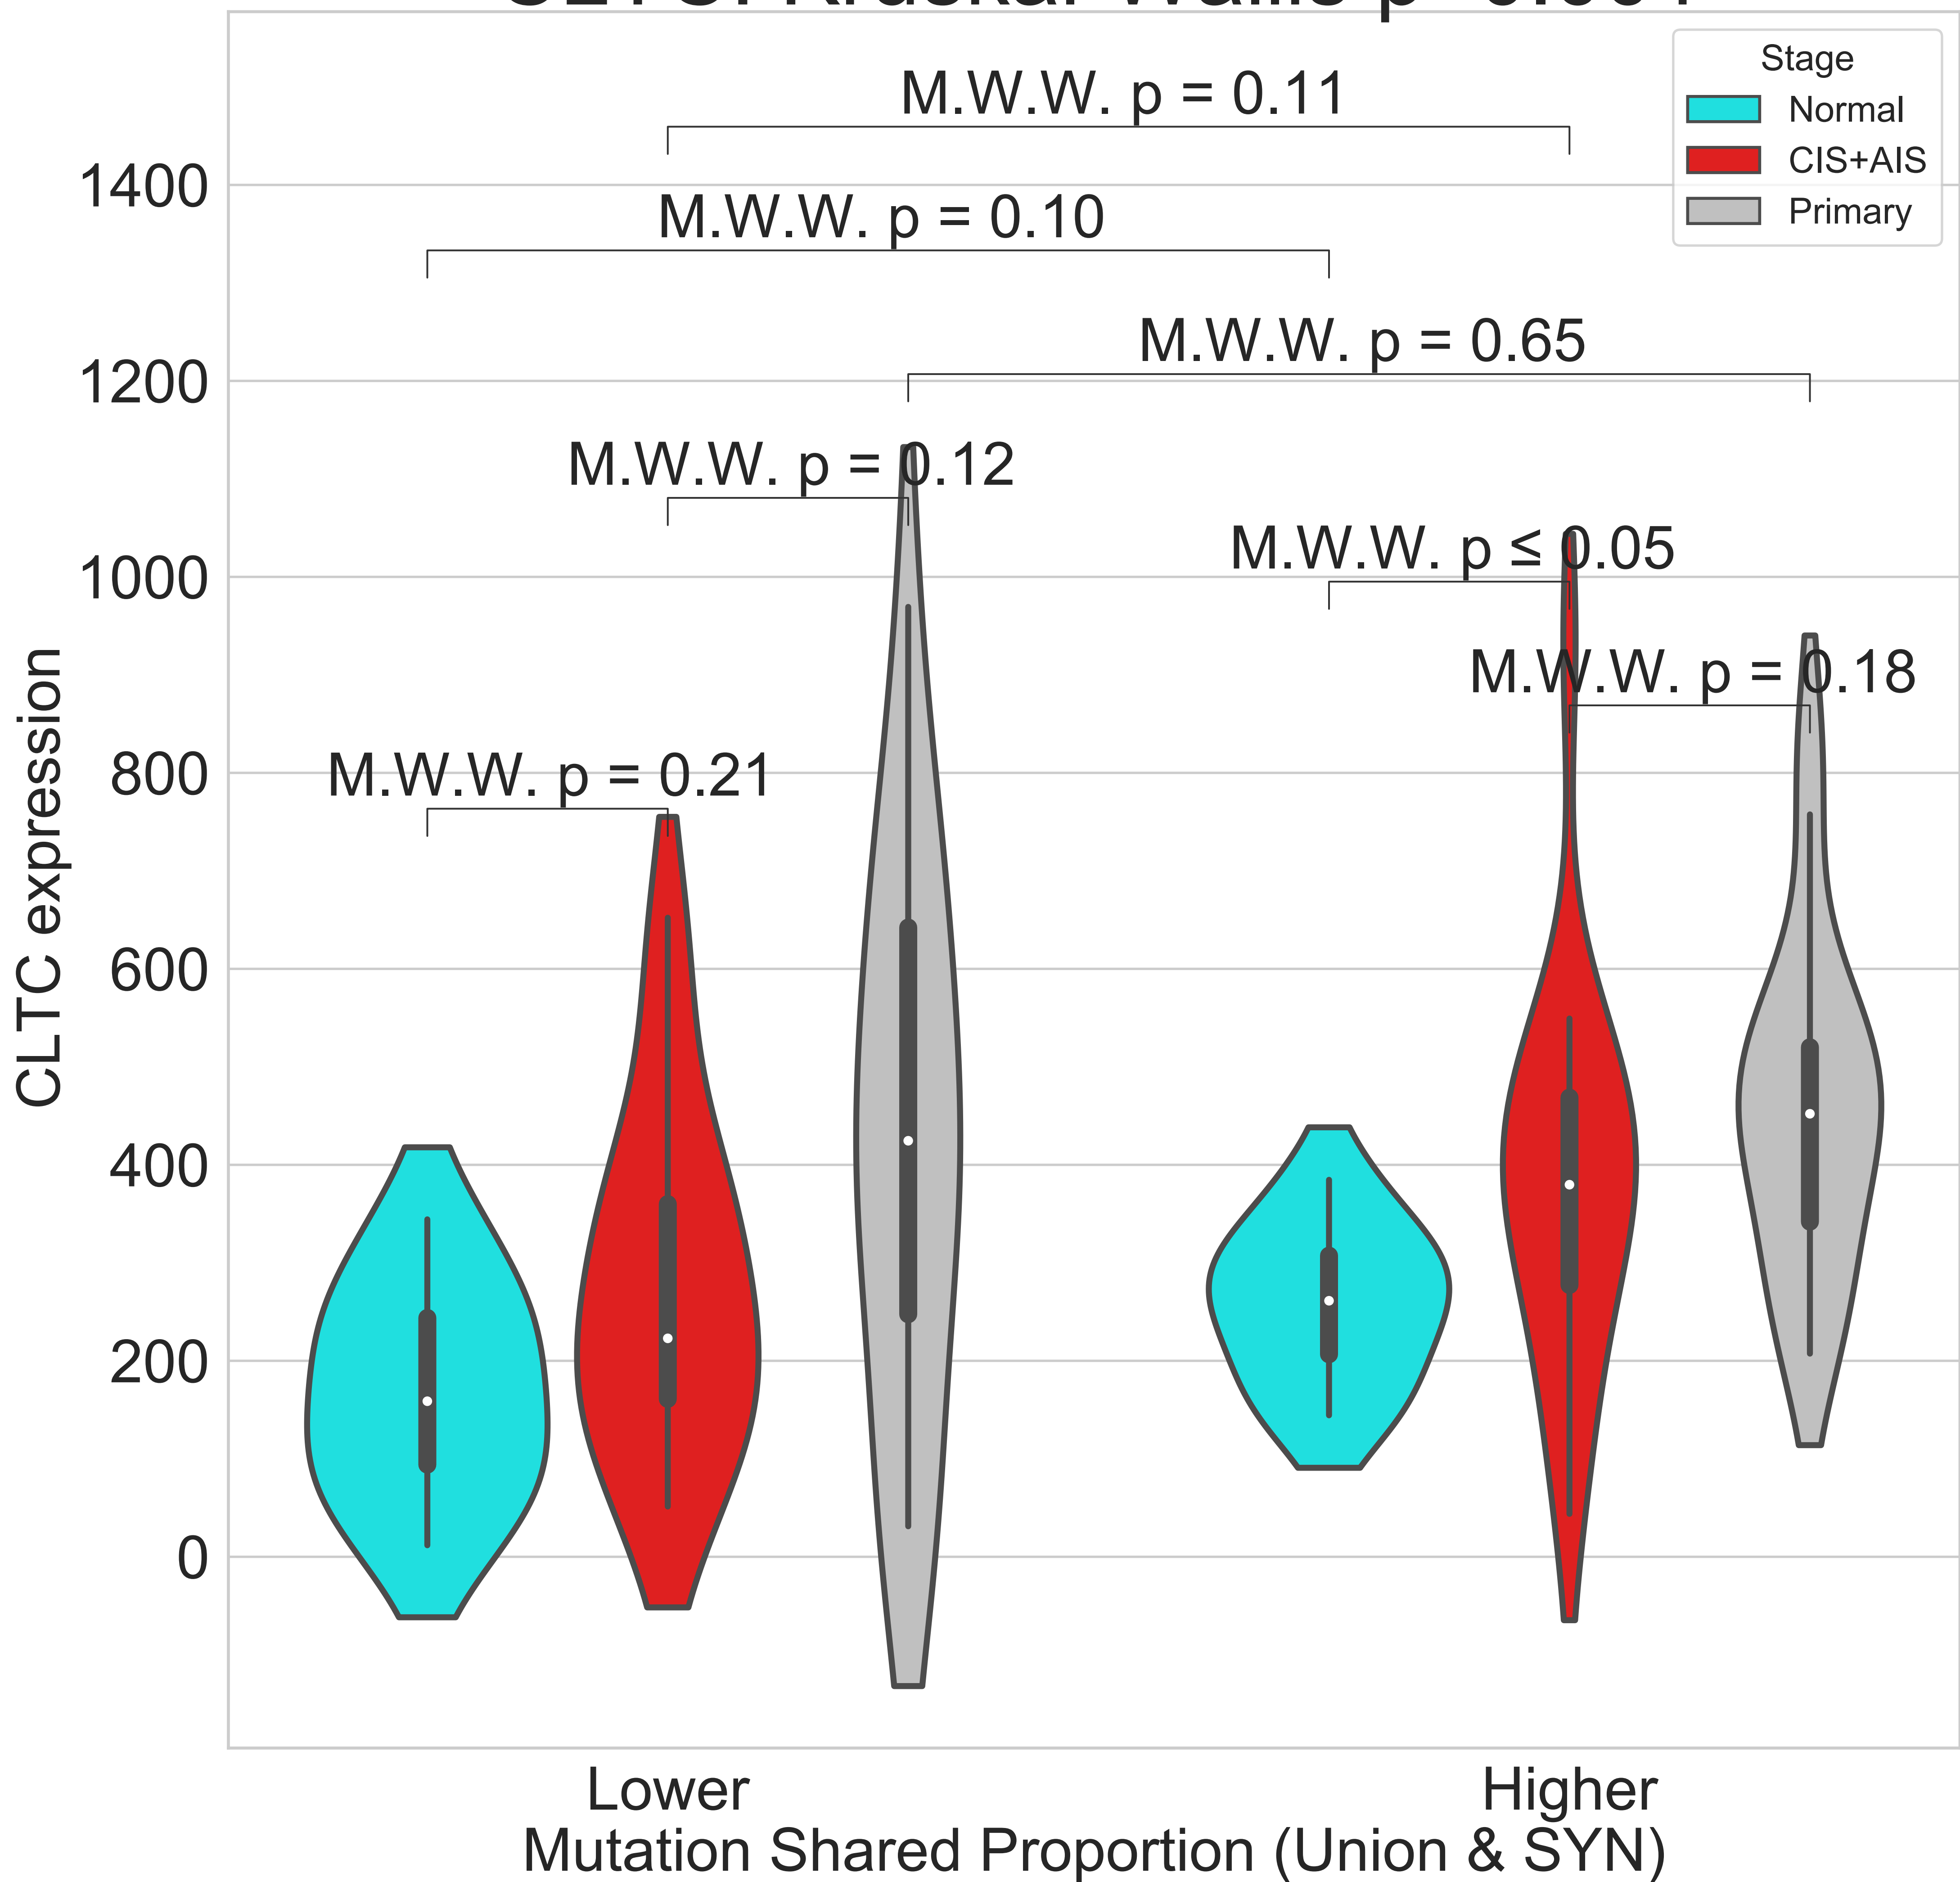 Stage
Normal
CIS+AIS
Primary
M.W.W. p = 0.11
M.W.W. p = 0.10
M.W.W. p = 0.65
M.W.W. p = 0.12
M.W.W. p ≤ 0.05
M.W.W. p = 0.18
M.W.W. p = 0.21
1400
1200
1000
800
600
400
200
0
CLTC expression
Lower
Higher
Mutation Shared Proportion (Union & SYN)